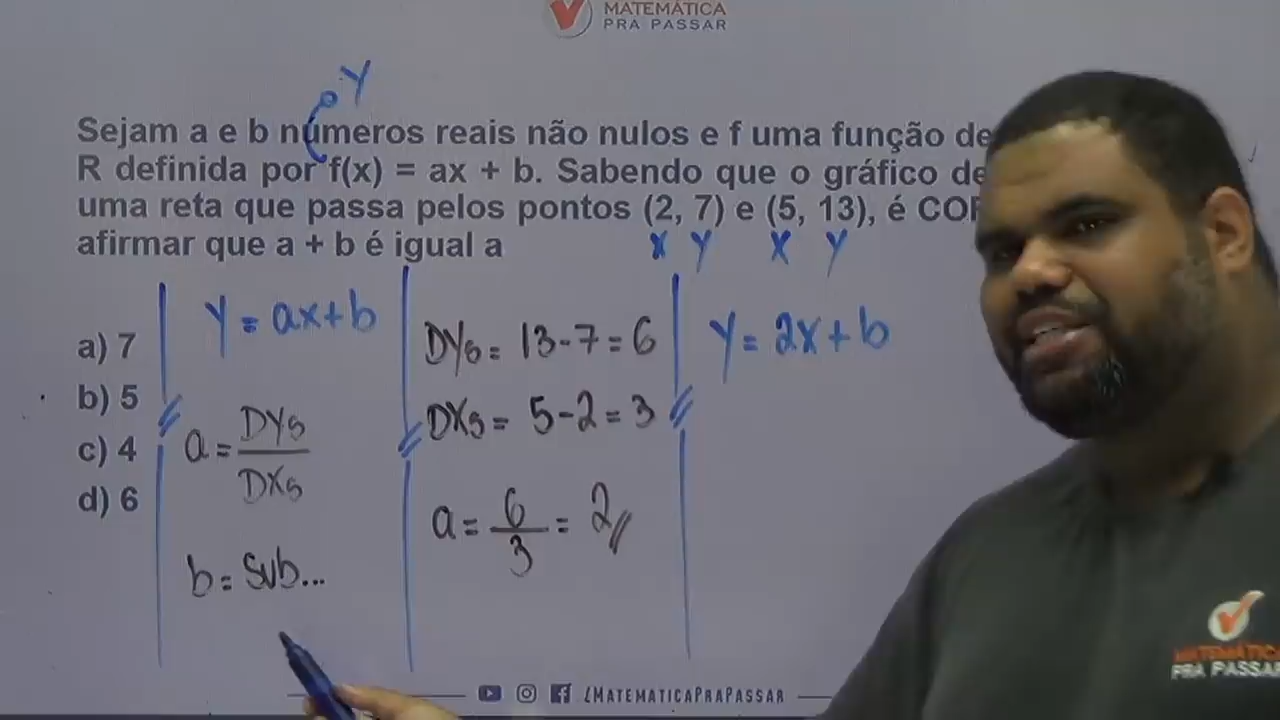 MATEMÁTICA
PRA PASSAR
Y
Sejam a e b números reais não nulos e f uma função de
R definida por f(x) = ax + b. Sabendo que o gráfico de
uma reta que passa pelos pontos (2, 7) e (5, 13), é COR
afirmar que a + b é igual a
X Y X Y
a) 7
b) 5
c) 4
d) 6
Y = ax+b
a = DYS
DXS
b = Sub...
DYS = 13-7 = 6
DXS = 5-2 = 3
a = 6
3
= 2
Y = 2x + b
/MATEMATICAPRAPASSAR
MATEMÁTICA
PRA PASSAR